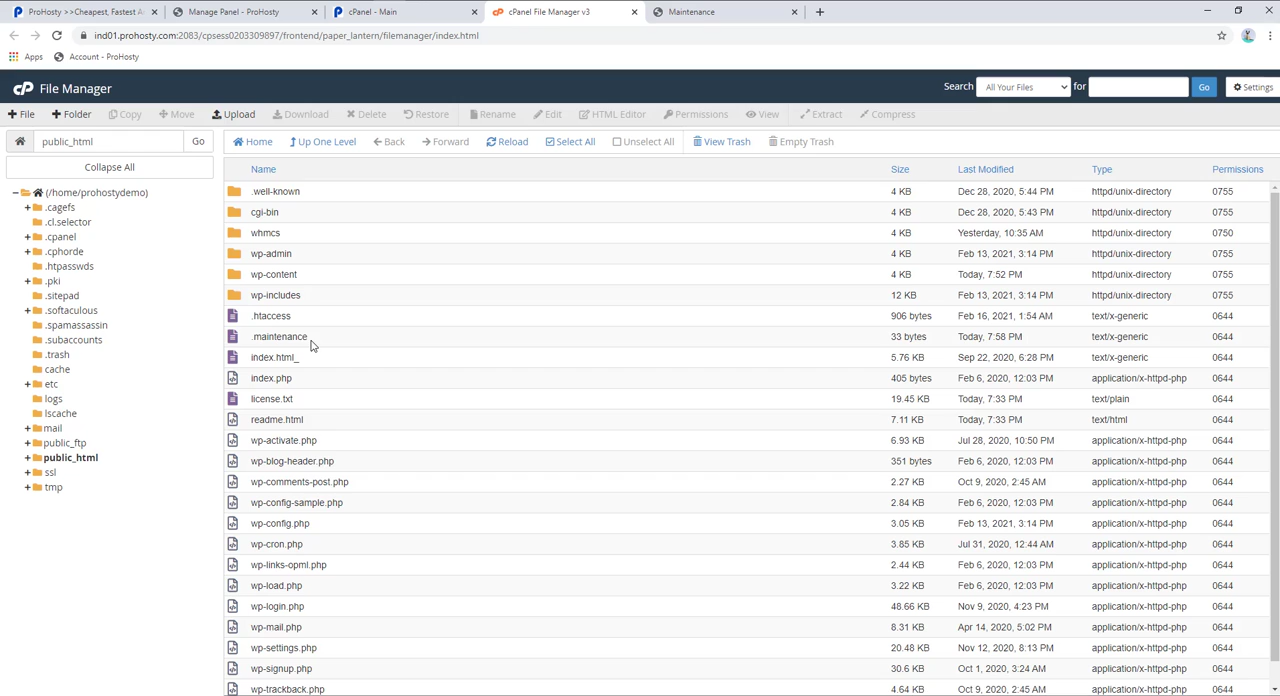 ProHosty >>Cheapest, Fastest A
Manage Panel - ProHosty
cPanel - Main
cPanel File Manager v3
Maintenance
ind01.prohosty.com:2083/cpsess0203309897/frontend/paper_lantern/filemanager/index.html
Apps Account - ProHosty
cP File Manager Search All Your Files for Go Settings
+ File + Folder Copy Move Upload Download Delete Restore Rename Edit HTML Editor Permissions View Extract Compress
public_html Go Home Up One Level Back Forward Reload Select All Unselect All View Trash Empty Trash
Collapse All
(/home/prohostydemo)
.cagefs
.cl.selector
.cpanel
.cphorde
.htpasswds
.pki
.sitepad
.softaculous
.spamassassin
.subaccounts
.trash
cache
etc
logs
lscache
mail
public_ftp
public_html
ssl
tmp
Name Size Last Modified Type Permissions
.well-known 4 KB Dec 28, 2020, 5:44 PM httpd/unix-directory 0755
cgi-bin 4 KB Dec 28, 2020, 5:43 PM httpd/unix-directory 0755
whmcs 4 KB Yesterday, 10:35 AM httpd/unix-directory 0750
wp-admin 4 KB Feb 13, 2021, 3:14 PM httpd/unix-directory 0755
wp-content 4 KB Today, 7:52 PM httpd/unix-directory 0755
wp-includes 12 KB Feb 13, 2021, 3:14 PM httpd/unix-directory 0755
.htaccess 906 bytes Feb 16, 2021, 1:54 AM text/x-generic 0644
.maintenance 33 bytes Today, 7:58 PM text/x-generic 0644
index.html_ 5.76 KB Sep 22, 2020, 6:28 PM text/x-generic 0644
index.php 405 bytes Feb 6, 2020, 12:03 PM application/x-httpd-php 0644
license.txt 19.45 KB Today, 7:33 PM text/plain 0644
readme.html 7.11 KB Today, 7:33 PM text/html 0644
wp-activate.php 6.93 KB Jul 28, 2020, 10:50 PM application/x-httpd-php 0644
wp-blog-header.php 351 bytes Feb 6, 2020, 12:03 PM application/x-httpd-php 0644
wp-comments-post.php 2.27 KB Oct 9, 2020, 2:45 AM application/x-httpd-php 0644
wp-config-sample.php 2.84 KB Feb 6, 2020, 12:03 PM application/x-httpd-php 0644
wp-config.php 3.05 KB Feb 13, 2021, 3:14 PM application/x-httpd-php 0644
wp-cron.php 3.85 KB Jul 31, 2020, 12:44 AM application/x-httpd-php 0644
wp-links-opml.php 2.44 KB Feb 6, 2020, 12:03 PM application/x-httpd-php 0644
wp-load.php 3.22 KB Feb 6, 2020, 12:03 PM application/x-httpd-php 0644
wp-login.php 48.66 KB Nov 9, 2020, 4:23 PM application/x-httpd-php 0644
wp-mail.php 8.31 KB Apr 14, 2020, 5:02 PM application/x-httpd-php 0644
wp-settings.php 20.48 KB Nov 12, 2020, 8:13 PM application/x-httpd-php 0644
wp-signup.php 30.6 KB Oct 1, 2020, 3:24 AM application/x-httpd-php 0644
wp-trackback.php 4.64 KB Oct 9, 2020, 2:45 AM application/x-httpd-php 0644